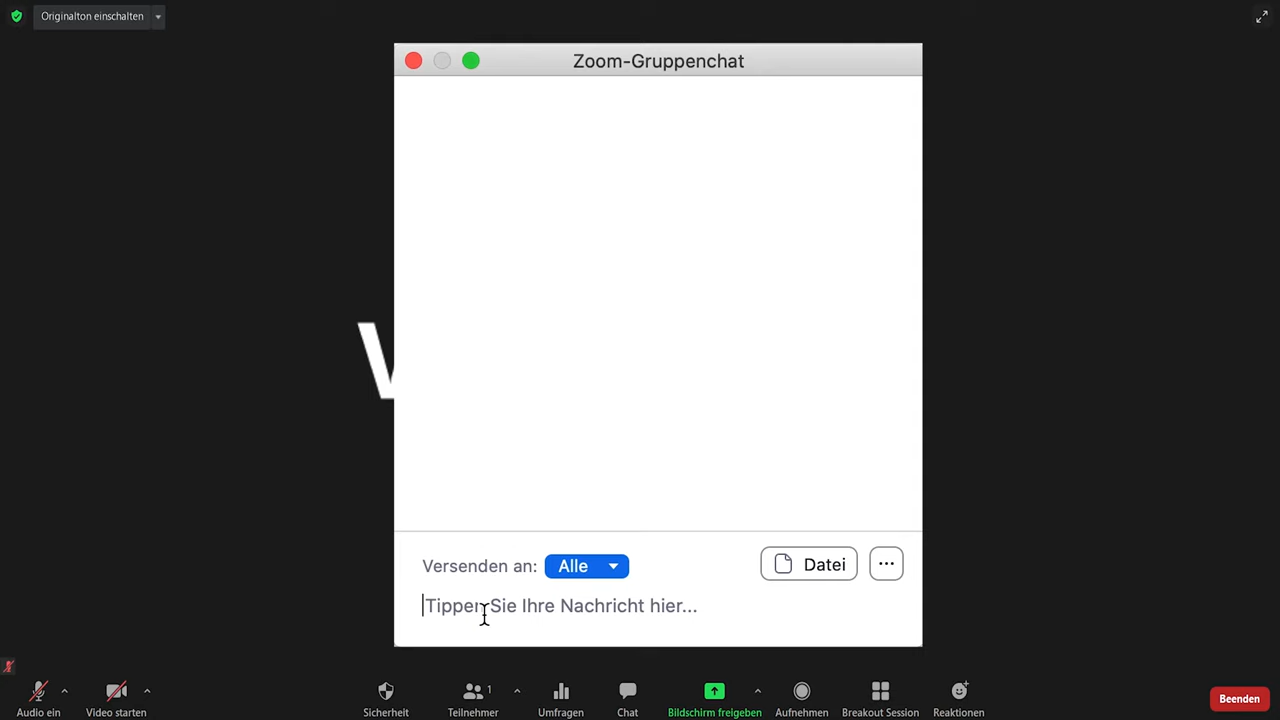 Originalton einschalten
Zoom-Gruppenchat
V
Versenden an: Alle
Datei
...
Tippen Sie Ihre Nachricht hier...
1
Audio ein
Video starten
Sicherheit
Teilnehmer
Umfragen
Chat
Bildschirm freigeben
Aufnehmen
Breakout Session
Reaktionen
Beenden